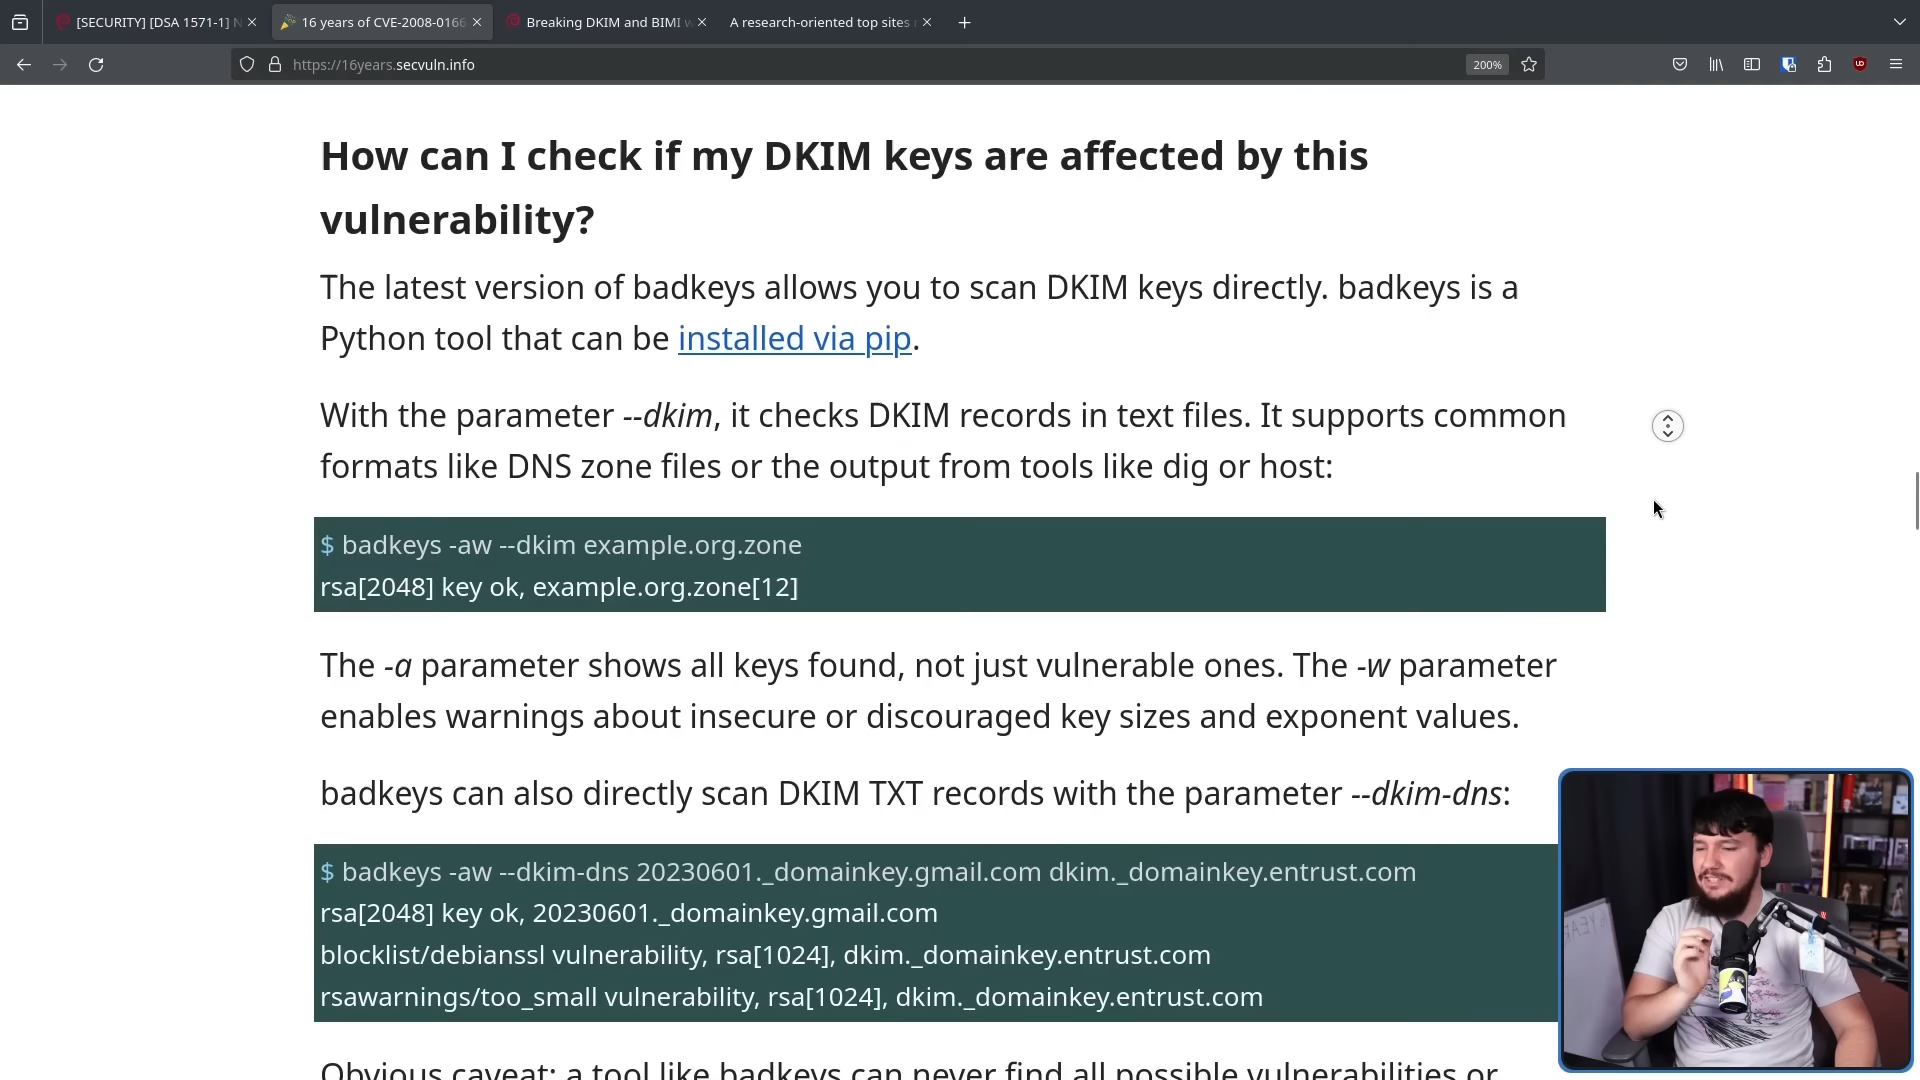 [SECURITY] [DSA 1571-1] N
16 years of CVE-2008-0166
Breaking DKIM and BIMI w
A research-oriented top sites r
https://16years.secvuln.info
200%
How can I check if my DKIM keys are affected by this
vulnerability?
The latest version of badkeys allows you to scan DKIM keys directly. badkeys is a
Python tool that can be installed via pip.
With the parameter --dkim, it checks DKIM records in text files. It supports common
formats like DNS zone files or the output from tools like dig or host:
$ badkeys -aw --dkim example.org.zone
rsa[2048] key ok, example.org.zone[12]
The -a parameter shows all keys found, not just vulnerable ones. The -w parameter
enables warnings about insecure or discouraged key sizes and exponent values.
badkeys can also directly scan DKIM TXT records with the parameter --dkim-dns:
$ badkeys -aw --dkim-dns 20230601._domainkey.gmail.com dkim._domainkey.entrust.com
rsa[2048] key ok, 20230601._domainkey.gmail.com
blocklist/debianssl vulnerability, rsa[1024], dkim._domainkey.entrust.com
rsawarnings/too_small vulnerability, rsa[1024], dkim._domainkey.entrust.com
Obvious caveat: a tool like badkeys can never find all possible vulnerabilities or